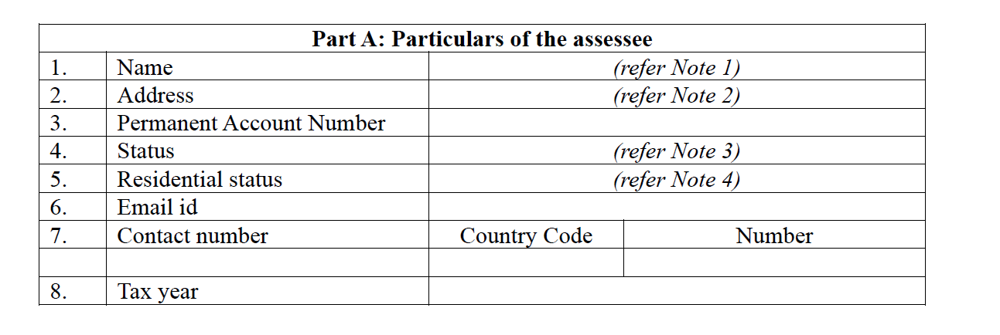 Part A: Particulars of the assessee
1. Name (refer Note 1)
2. Address (refer Note 2)
3. Permanent Account Number
4. Status (refer Note 3)
5. Residential status (refer Note 4)
6. Email id
7. Contact number Country Code Number
8. Tax year